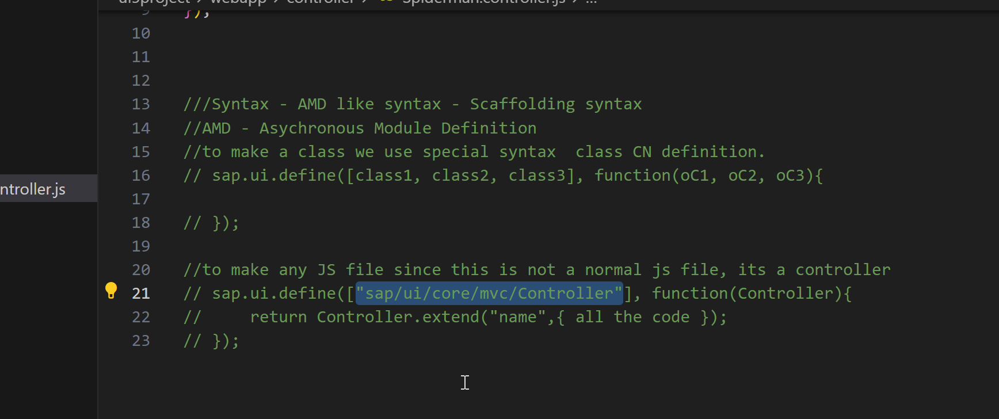 ui5project > webapp > controller > JS Spiderman.controller.js > ...
9 });
10
11
12
13 ///Syntax - AMD like syntax - Scaffolding syntax
14 //AMD - Asychronous Module Definition
15 //to make a class we use special syntax  class CN definition.
16 // sap.ui.define([class1, class2, class3], function(oC1, oC2, oC3){
ntroller.js
17
18 // });
19
20 //to make any JS file since this is not a normal js file, its a controller
21 // sap.ui.define(["sap/ui/core/mvc/Controller"], function(Controller){
22 //     return Controller.extend("name",{ all the code });
23 // });